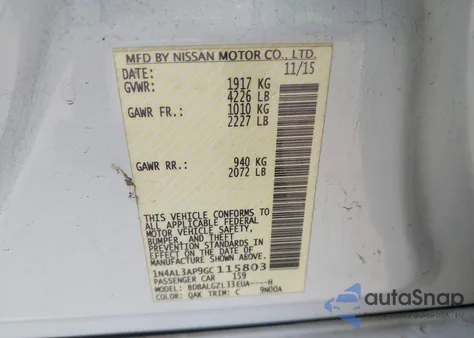 MFD BY NISSAN MOTOR CO., LTD.
DATE: 11/15
GVWR: 1917 KG
4226 LB
GAWR FR.: 1010 KG
2227 LB
GAWR RR.: 940 KG
2072 LB
THIS VEHICLE CONFORMS TO
ALL APPLICABLE FEDERAL
MOTOR VEHICLE SAFETY,
BUMPER, AND THEFT
PREVENTION STANDARDS IN
EFFECT ON THE DATE OF
MANUFACTURE SHOWN ABOVE.
1N4AL3AP9GC115803
PASSENGER CAR 159
MODEL: BDBALGZL33EUA----H
COLOR: QAK TRIM: C 9N00A
autoSnap